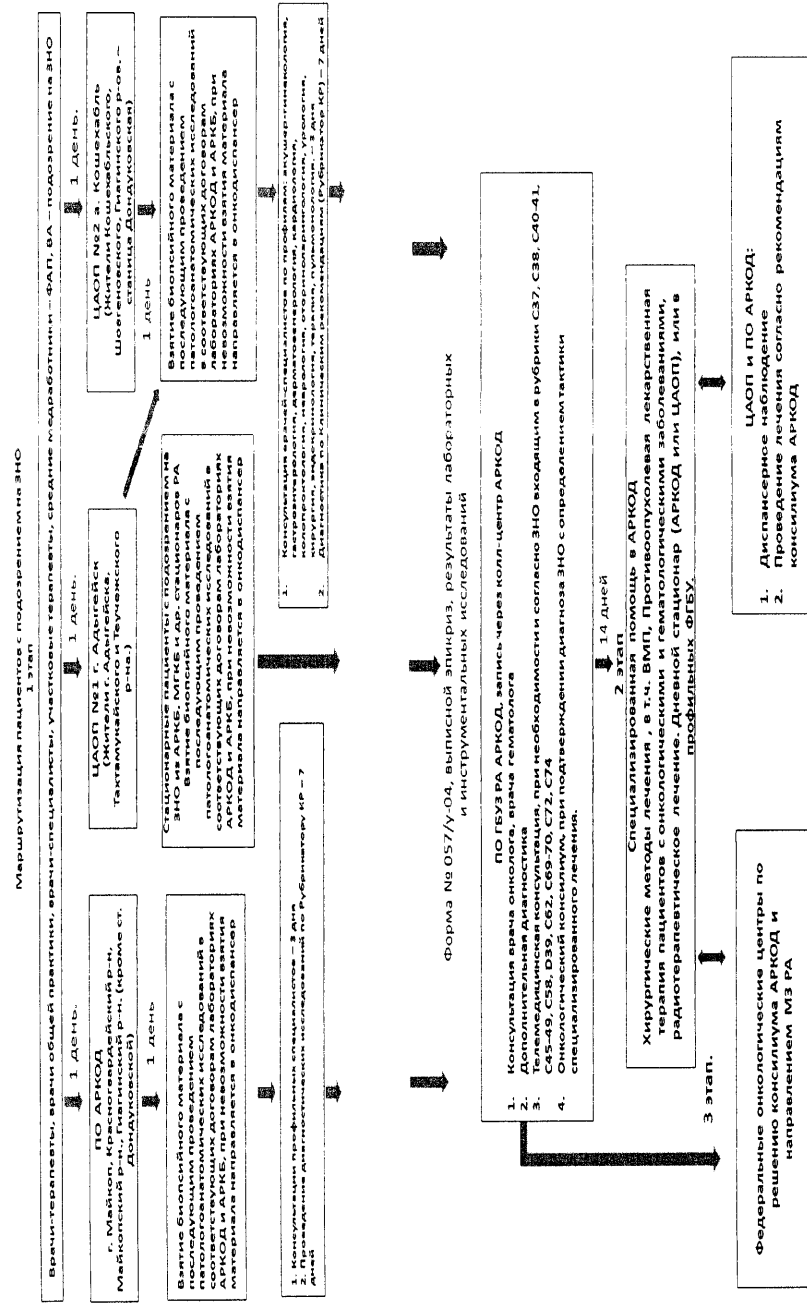 Маршрутизация пациентов с подозрением на ЗНО
1 этап
Врачи-терапевты, врачи общей практики, врачи-специалисты, участковые терапевты, средние медработники – ФАП, ВА – подозрение на ЗНО
1 день.
1 день.
1 день.
ПО АРКОД
г. Майкоп, Красногвардейский р-н,
Майкопский р-н., Гиагинский р-н. (кроме ст.
Дондуковской)
ЦАОП №1 г. Адыгейск
(Жители г. Адыгейска,
Тахтамукайского и Теучежского
р-на.)
ЦАОП №2 а. Кошехабль
(Жители Кошехабльского,
Шовгеновского, Гиагинского р-ов. –
станица Дондуковская)
1 день
1 день
Взятие биопсийного материала с
последующим проведением
патологоанатомических исследований в
соответствующих договорам лабораториях
АРКОД и АРКБ, при невозможности взятия
материала направляется в онкодиспансер
Стационарные пациенты с подозрением на
ЗНО из АРКБ, МГКБ и др. стационаров РА
Взятие биопсийного материала с
последующим проведением
патологоанатомических исследований в
соответствующих договорам лабораториях
АРКОД и АРКБ, при невозможности взятия
материала направляется в онкодиспансер
Взятие биопсийного материала с
последующим проведением
патологоанатомических исследований
в соответствующих договорам
лабораториях АРКОД и АРКБ, при
невозможности взятия материала
направляется в онкодиспансер
1. Консультации профильных специалистов – 3 дня
2. Проведение диагностических исследований по Рубрикатору КР – 7
дней
1. Консультация врачей-специалистов по профилям: акушер-гинекология,
гастроэнтерология, дерматовенерология, кардиология,
колопроктология, неврология, оториноларингология, урология,
хирургия, эндокринология, терапия, пульмонология. – 3 дня
2. Диагностика по Клиническим рекомендациям (Рубрикатор КР) – 7 дней
Форма № 057/у-04, выписной эпикриз, результаты лабораторных
и инструментальных исследований
ПО ГБУЗ РА АРКОД, запись через колл-центр АРКОД
1. Консультация врача онколога, врача гематолога
2. Дополнительная диагностика
3. Телемедицинская консультация, при необходимости и согласно ЗНО входящим в рубрики С37, С38, С40-41,
С45-49, С58, D39, С62, С69-70, С72, С74
4. Онкологический консилиум, при подтверждении диагноза ЗНО с определением тактики
специализированного лечения.
14 дней
2 этап
Специализированная помощь в АРКОД
Хирургические методы лечения , в т.ч. ВМП, Противоопухолевая лекарственная
терапия пациентов с онкологическими и гематологическими заболеваниями,
радиотерапевтическое лечение. Дневной стационар (АРКОД или ЦАОП), или в
профильных ФГБУ
3 этап.
Федеральные онкологические центры по
решению консилиума АРКОД и
направлением МЗ РА
ЦАОП и ПО АРКОД:
1. Диспансерное наблюдение
2. Проведение лечения согласно рекомендациям
консилиума АРКОД